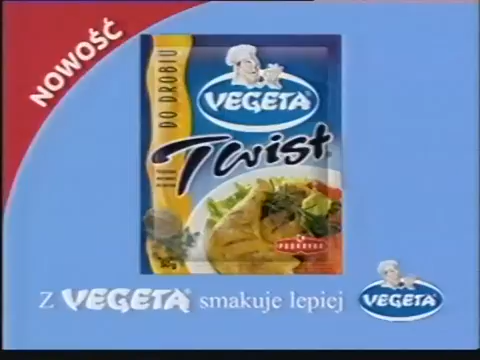 NOWOŚĆ
DO DROBIU
VEGETA
Twist
PODRAVKA
Z VEGETA smakuje lepiej
VEGETA